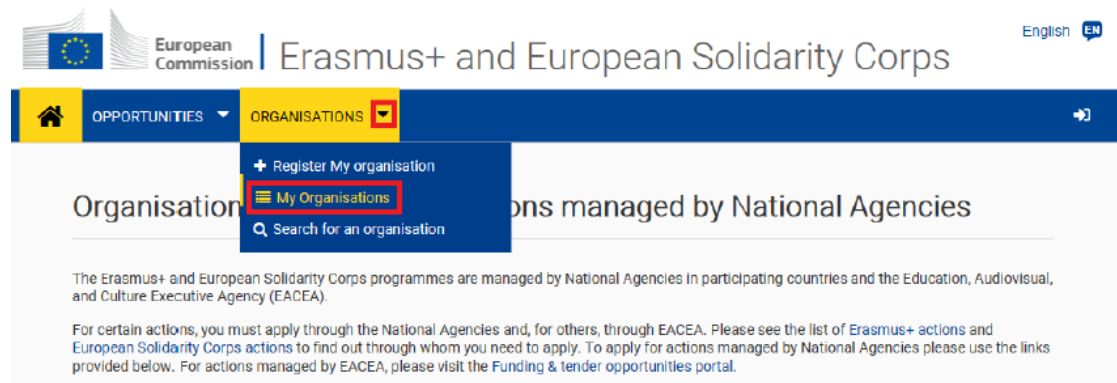 English EN
European
Commission
Erasmus+ and European Solidarity Corps
OPPORTUNITIES ORGANISATIONS
Register My organisation
My Organisations
Search for an organisation
Organisation ons managed by National Agencies
The Erasmus+ and European Solidarity Corps programmes are managed by National Agencies in participating countries and the Education, Audiovisual,
and Culture Executive Agency (EACEA).
For certain actions, you must apply through the National Agencies and, for others, through EACEA. Please see the list of Erasmus+ actions and
European Solidarity Corps actions to find out through whom you need to apply. To apply for actions managed by National Agencies please use the links
provided below. For actions managed by EACEA, please visit the Funding & tender opportunities portal.